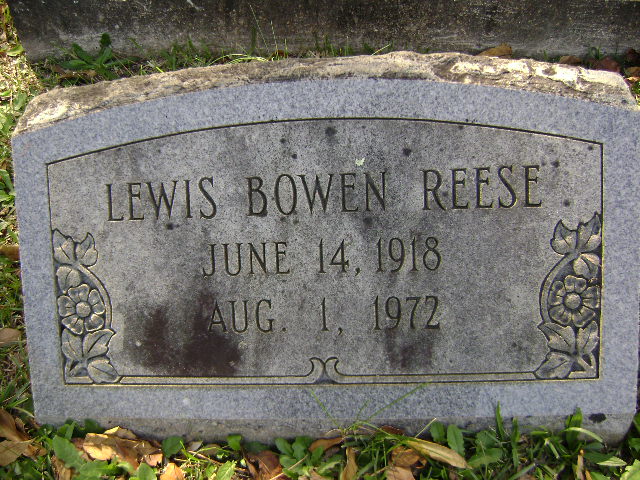 LEWIS BOWEN REESE
JUNE 14, 1918
AUG. 1, 1972